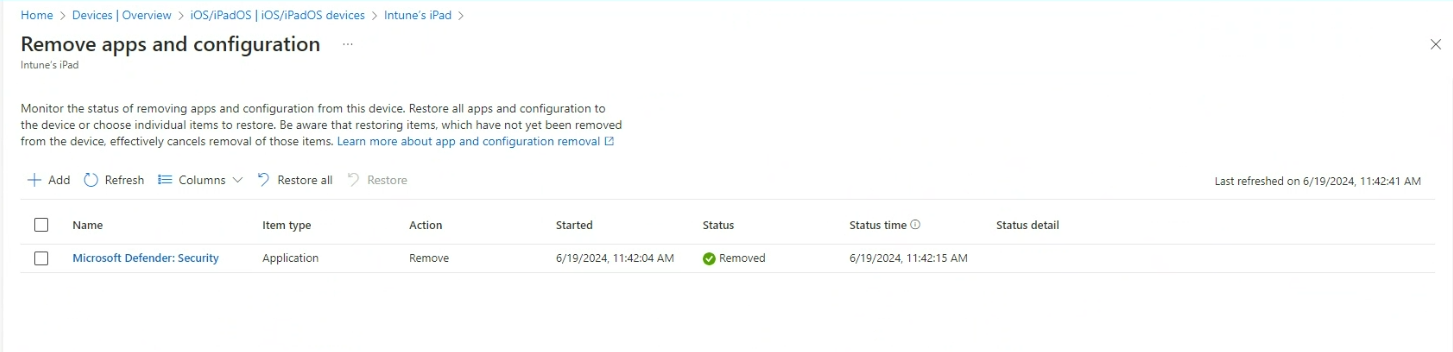 Home > Devices | Overview > iOS/iPadOS | iOS/iPadOS devices > Intune's iPad >
Remove apps and configuration ...
Intune's iPad
Monitor the status of removing apps and configuration from this device. Restore all apps and configuration to
the device or choose individual items to restore. Be aware that restoring items, which have not yet been removed
from the device, effectively cancels removal of those items. Learn more about app and configuration removal
Add Refresh Columns Restore all Restore Last refreshed on 6/19/2024, 11:42:41 AM
Name Item type Action Started Status Status time Status detail
Microsoft Defender: Security Application Remove 6/19/2024, 11:42:04 AM Removed 6/19/2024, 11:42:15 AM